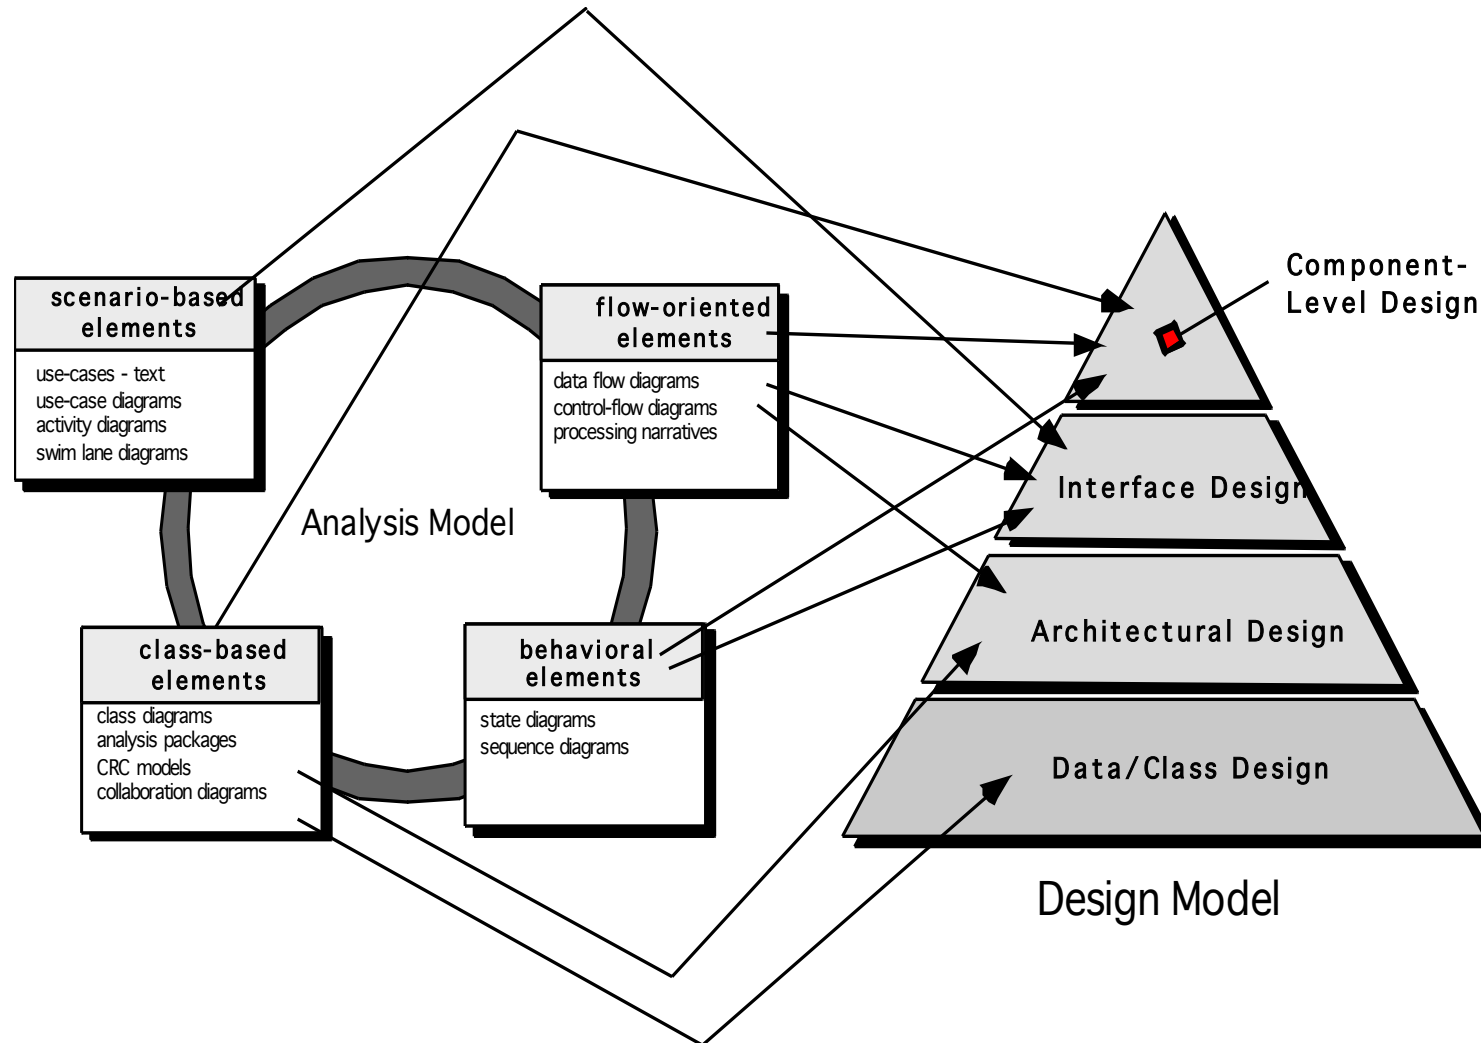 scenario-based
elements
use-cases - text
use-case diagrams
activity diagrams
swim lane diagrams
flow-oriented
elements
data flow diagrams
control-flow diagrams
processing narratives
Analysis Model
class-based
elements
class diagrams
analysis packages
CRC models
collaboration diagrams
behavioral
elements
state diagrams
sequence diagrams
Component-
Level Design
Interface Design
Architectural Design
Data/Class Design
Design Model